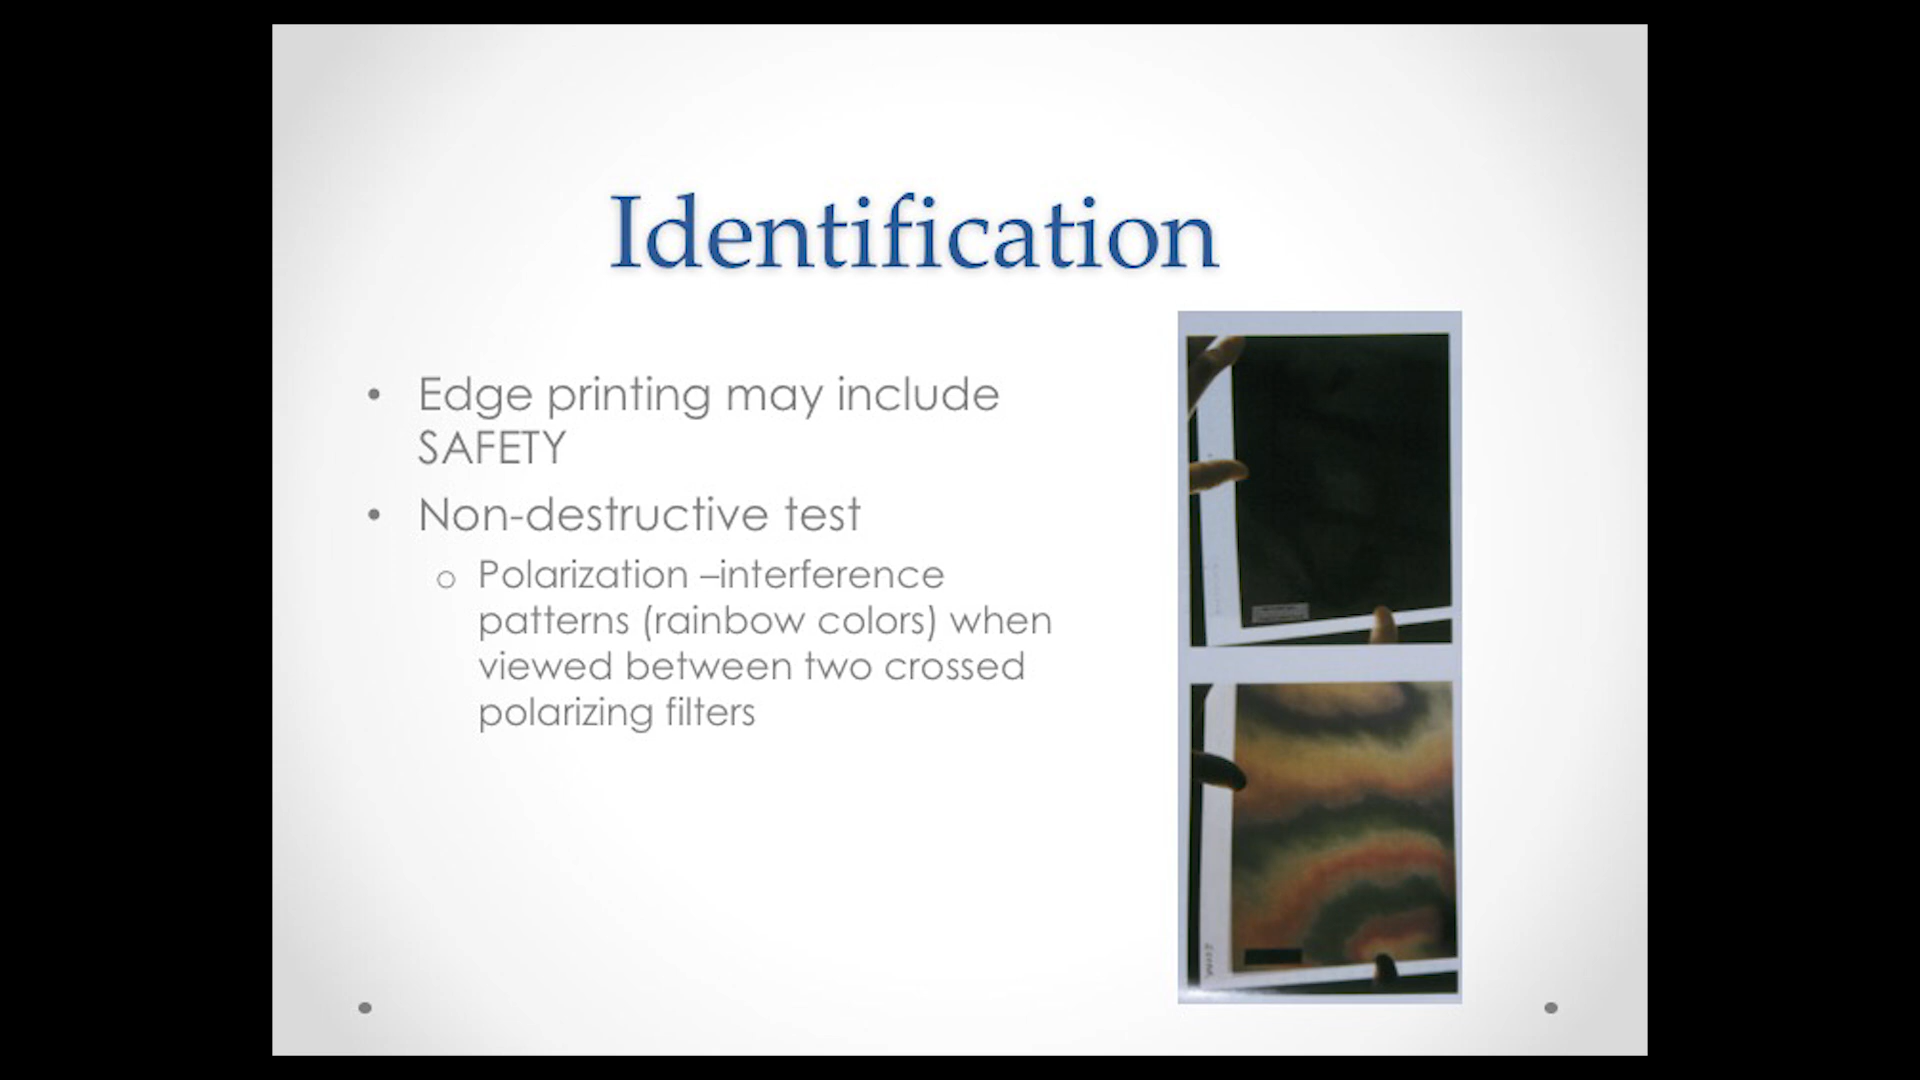 Identification
• Edge printing may include
SAFETY
• Non-destructive test
o Polarization –interference
patterns (rainbow colors) when
viewed between two crossed
polarizing filters